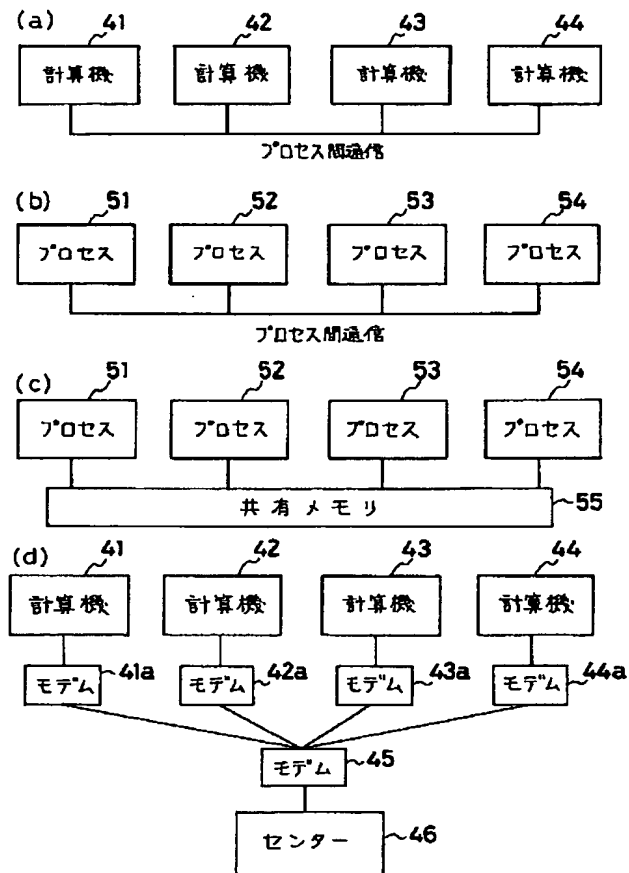 (a) 41 42 43 44
計算機 計算機 計算機 計算機
プロセス間通信
(b) 51 52 53 54
プロセス プロセス プロセス プロセス
プロセス間通信
(c) 51 52 53 54
プロセス プロセス プロセス プロセス
共有メモリ 55
(d) 41 42 43 44
計算機 計算機 計算機 計算機
モデム 41a モデム 42a モデム 43a モデム 44a
モデム 45
センター 46